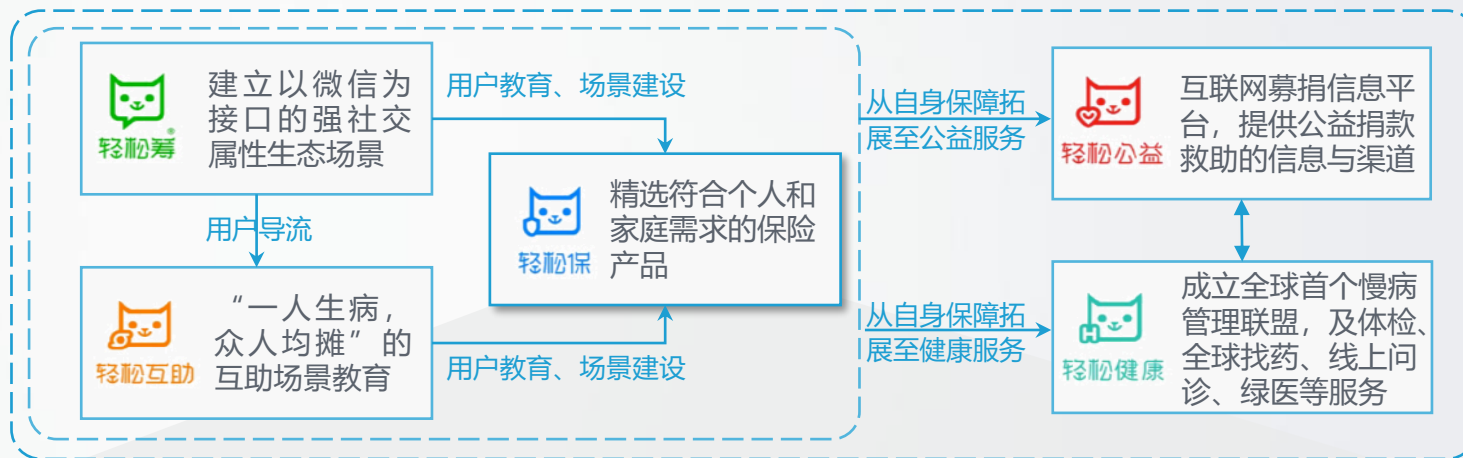 建立以微信为
接口的强社交
属性生态场景
轻松筹®
用户教育、场景建设
用户导流
“一人生病，
众人均摊”的
互助场景教育
轻松互助
用户教育、场景建设
精选符合个人和
家庭需求的保险
产品
轻松保
从自身保障拓
展至公益服务
从自身保障拓
展至健康服务
互联网募捐信息平
台，提供公益捐款
救助的信息与渠道
轻松公益
成立全球首个慢病
管理联盟，及体检、
全球找药、线上问
诊、绿医等服务
轻松健康